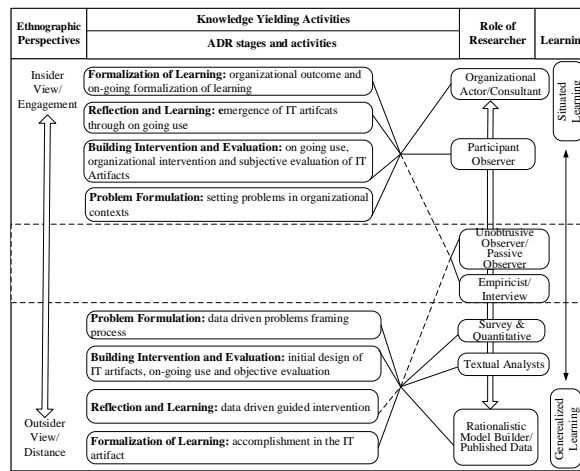 Ethnographic
Perspectives
Knowledge Yielding Activities
ADR stages and activities
Role of
Researcher
Learning
Insider
View/
Engagement
Formalization of Learning: organizational outcome and
on-going formalization of learning
Reflection and Learning: emergence of IT artifcats
through on going use
Building Intervention and Evaluation: on going use,
organizational intervention and subjective evaluation of IT
Artifacts
Problem Formulation: setting problems in organizational
contexts
Organizational
Actor/Consultant
Participant
Observer
Situated
Learning
Unobtrusive
Observer/
Passive
Observer
Empiricist/
Interview
Problem Formulation: data driven problems framing
process
Building Intervention and Evaluation: initial design of
IT artifacts, on-going use and objective evaluation
Reflection and Learning: data driven guided intervention
Formalization of Learning: accomplishment in the IT
artifact
Survey &
Quantitative
Textual Analysts
Rationalistic
Model Builder/
Published Data
Outsider
View/
Distance
Generealized
Learning